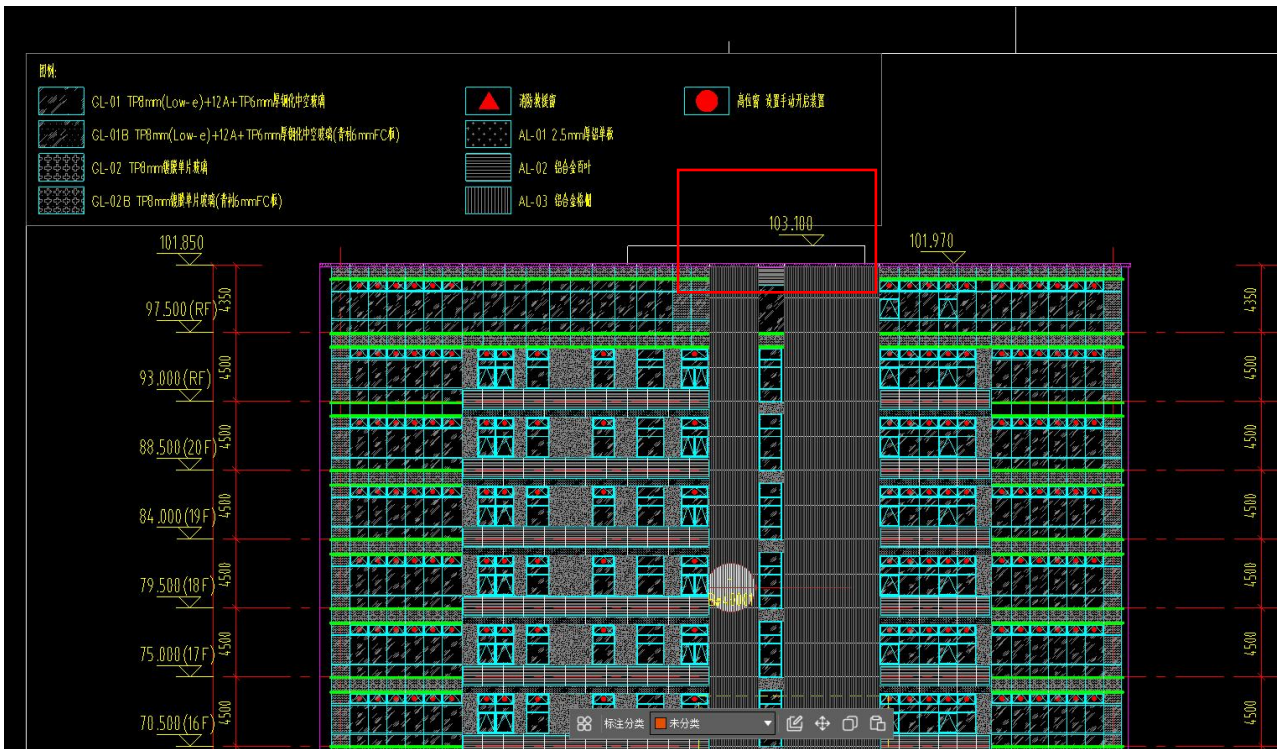 图例:
GL-01 TP8mm(Low-e)+12A+TP6mm厚钢化中空玻璃
消防救援窗
高位窗 设置手动开启装置
GL-01B TP8mm(Low-e)+12A+TP6mm厚钢化中空玻璃(背衬6mmFC板)
AL-01 2.5mm厚铝单板
GL-02 TP8mm镀膜单片玻璃
AL-02 铝合金百叶
GL-02B TP8mm镀膜单片玻璃(背衬6mmFC板)
AL-03 铝合金格栅
103.100
101.850
101.970
4350
4350
97.500(RF)
4500
4500
93.000(RF)
4500
4500
88.500(20F)
4500
4500
84.000(19F)
4500
4500
79.500(18F)
4500
4500
75.000(17F)
4500
4500
70.500(16F)
标注分类
未分类